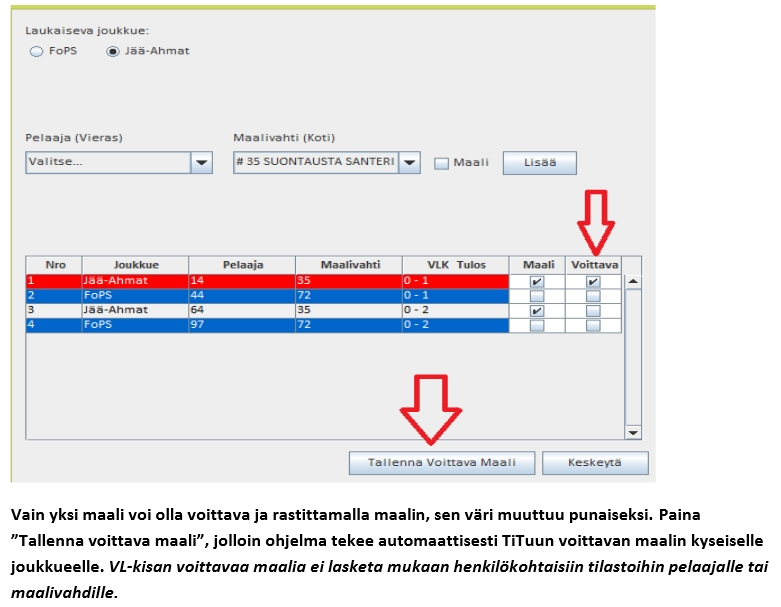 Laukaiseva joukkue:
FoPS Jää-Ahmat
Pelaaja (Vieras) Maalivahti (Koti)
Valitse... # 35 SUONTAUSTA SANTERI Maali Lisää
Nro Joukkue Pelaaja Maalivahti VLK Tulos Maali Voittava
1 Jää-Ahmat 14 35 0 - 1
2 FoPS 44 72 0 - 1
3 Jää-Ahmat 64 35 0 - 2
4 FoPS 97 72 0 - 2
Tallenna Voittava Maali Keskeytä
Vain yksi maali voi olla voittava ja rastittamalla maalin, sen väri muuttuu punaiseksi. Paina
”Tallenna voittava maali”, jolloin ohjelma tekee automaattisesti TiTuun voittavan maalin kyseiselle
joukkueelle. VL-kisan voittavaa maalia ei lasketa mukaan henkilökohtaisiin tilastoihin pelaajalle tai
maalivahdille.